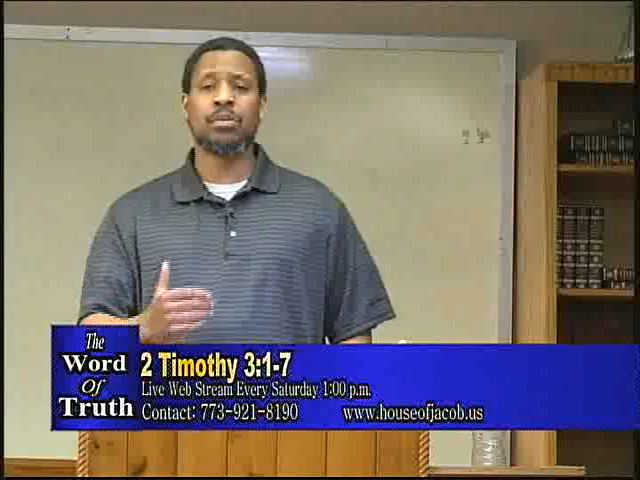 The
Word
Of
Truth
2 Timothy 3:1-7
Live Web Stream Every Saturday 1:00 p.m.
Contact: 773-921-8190 www.houseofjacob.us